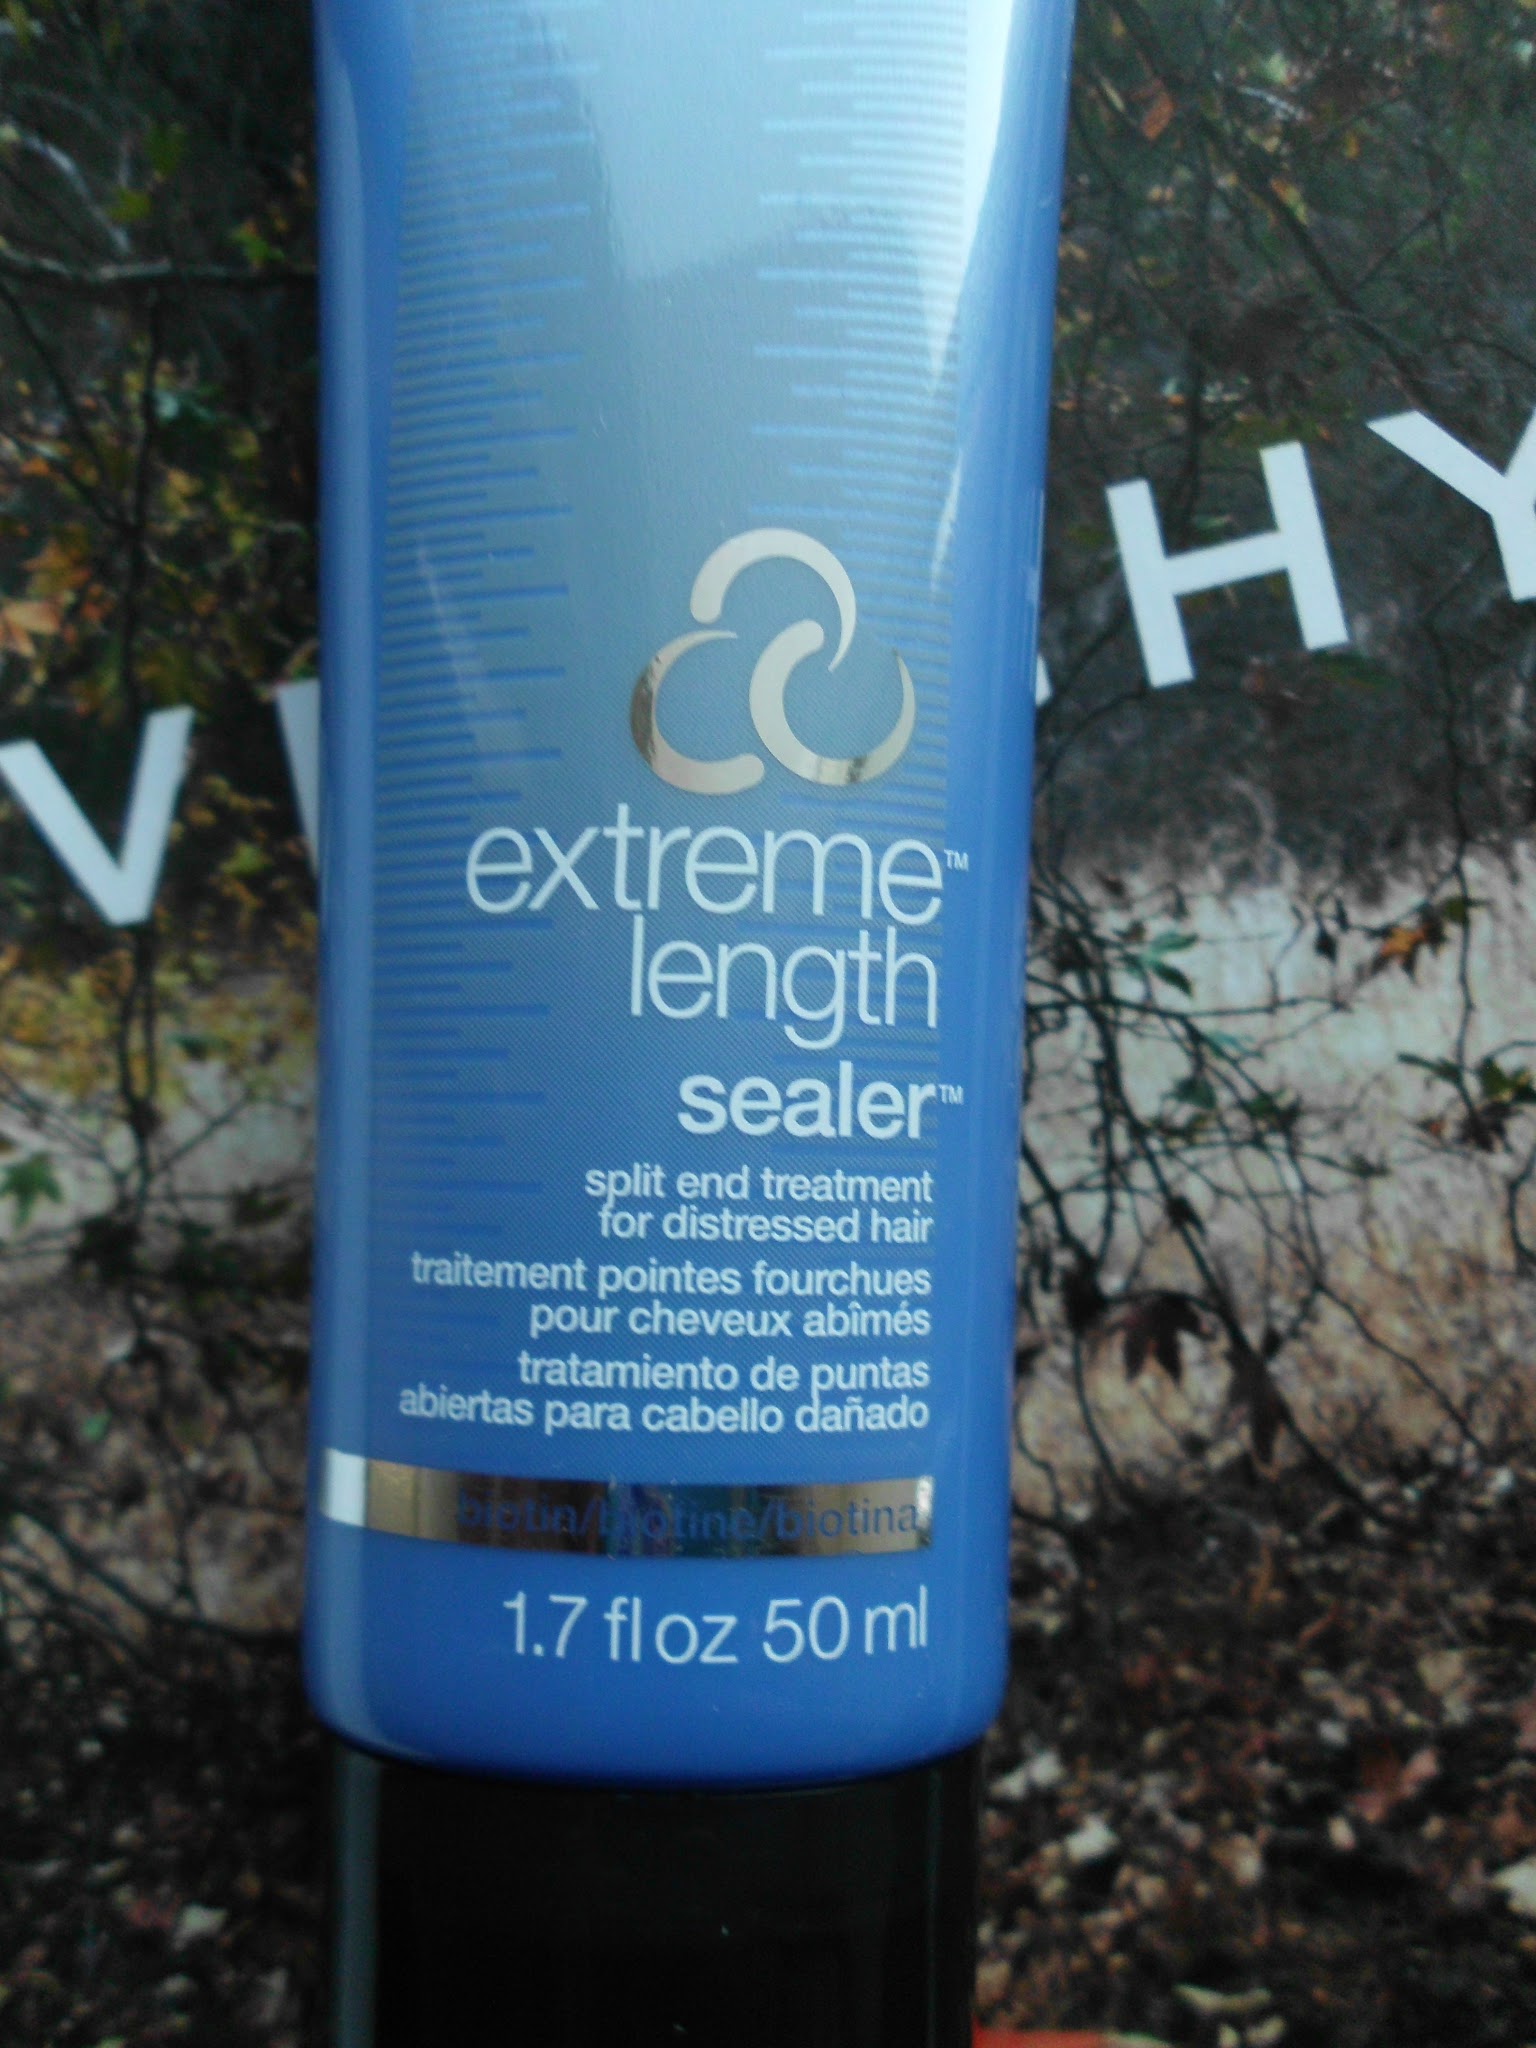 extreme™
length
sealer™
split end treatment
for distressed hair
traitement pointes fourchues
pour cheveux abîmés
tratamiento de puntas
abiertas para cabello dañado
biotin/biotine/biotina
1.7 fl oz 50 ml